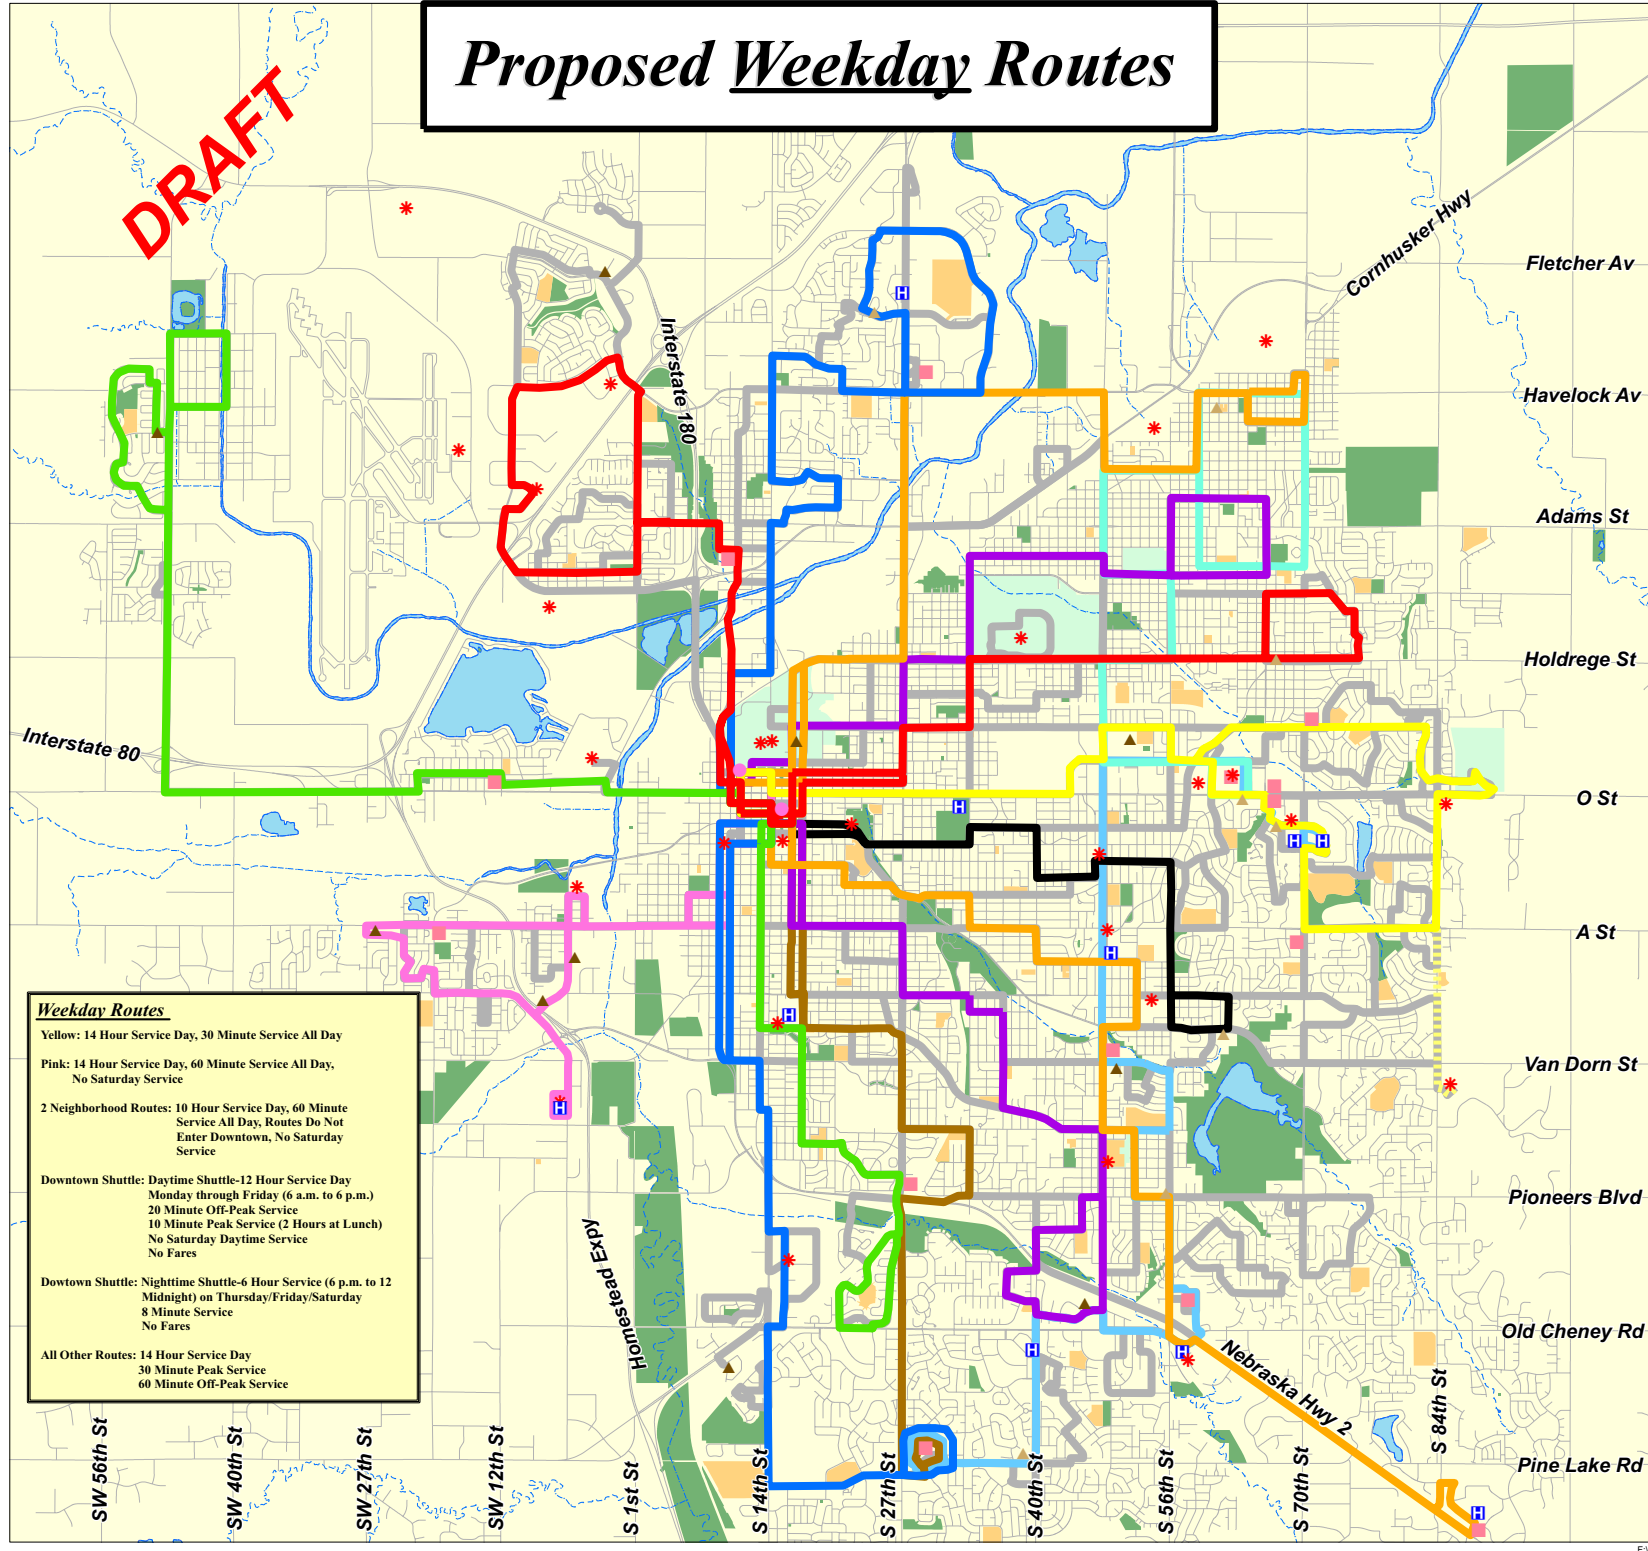 Proposed Weekday Routes
DRAFT
Cornhusker Hwy
Fletcher Av
Interstate 180
Havelock Av
Adams St
Holdrege St
Interstate 80
O St
A St
Van Dorn St
Pioneers Blvd
Old Cheney Rd
Pine Lake Rd
Nebraska Hwy 2
Homestead Expy
Weekday Routes
Yellow: 14 Hour Service Day, 30 Minute Service All Day
Pink: 14 Hour Service Day, 60 Minute Service All Day,
No Saturday Service
2 Neighborhood Routes: 10 Hour Service Day, 60 Minute
Service All Day, Routes Do Not
Enter Downtown, No Saturday
Service
Downtown Shuttle: Daytime Shuttle-12 Hour Service Day
Monday through Friday (6 a.m. to 6 p.m.)
20 Minute Off-Peak Service
10 Minute Peak Service (2 Hours at Lunch)
No Saturday Daytime Service
No Fares
Dowtown Shuttle: Nighttime Shuttle-6 Hour Service (6 p.m. to 12
Midnight) on Thursday/Friday/Saturday
8 Minute Service
No Fares
All Other Routes: 14 Hour Service Day
30 Minute Peak Service
60 Minute Off-Peak Service
SW 56th St
SW 40th St
SW 27th St
SW 12th St
S 1st St
S 14th St
S 27th St
S 40th St
S 56th St
S 70th St
S 84th St
H
H
H
H
H
H
H
H
H
H
H